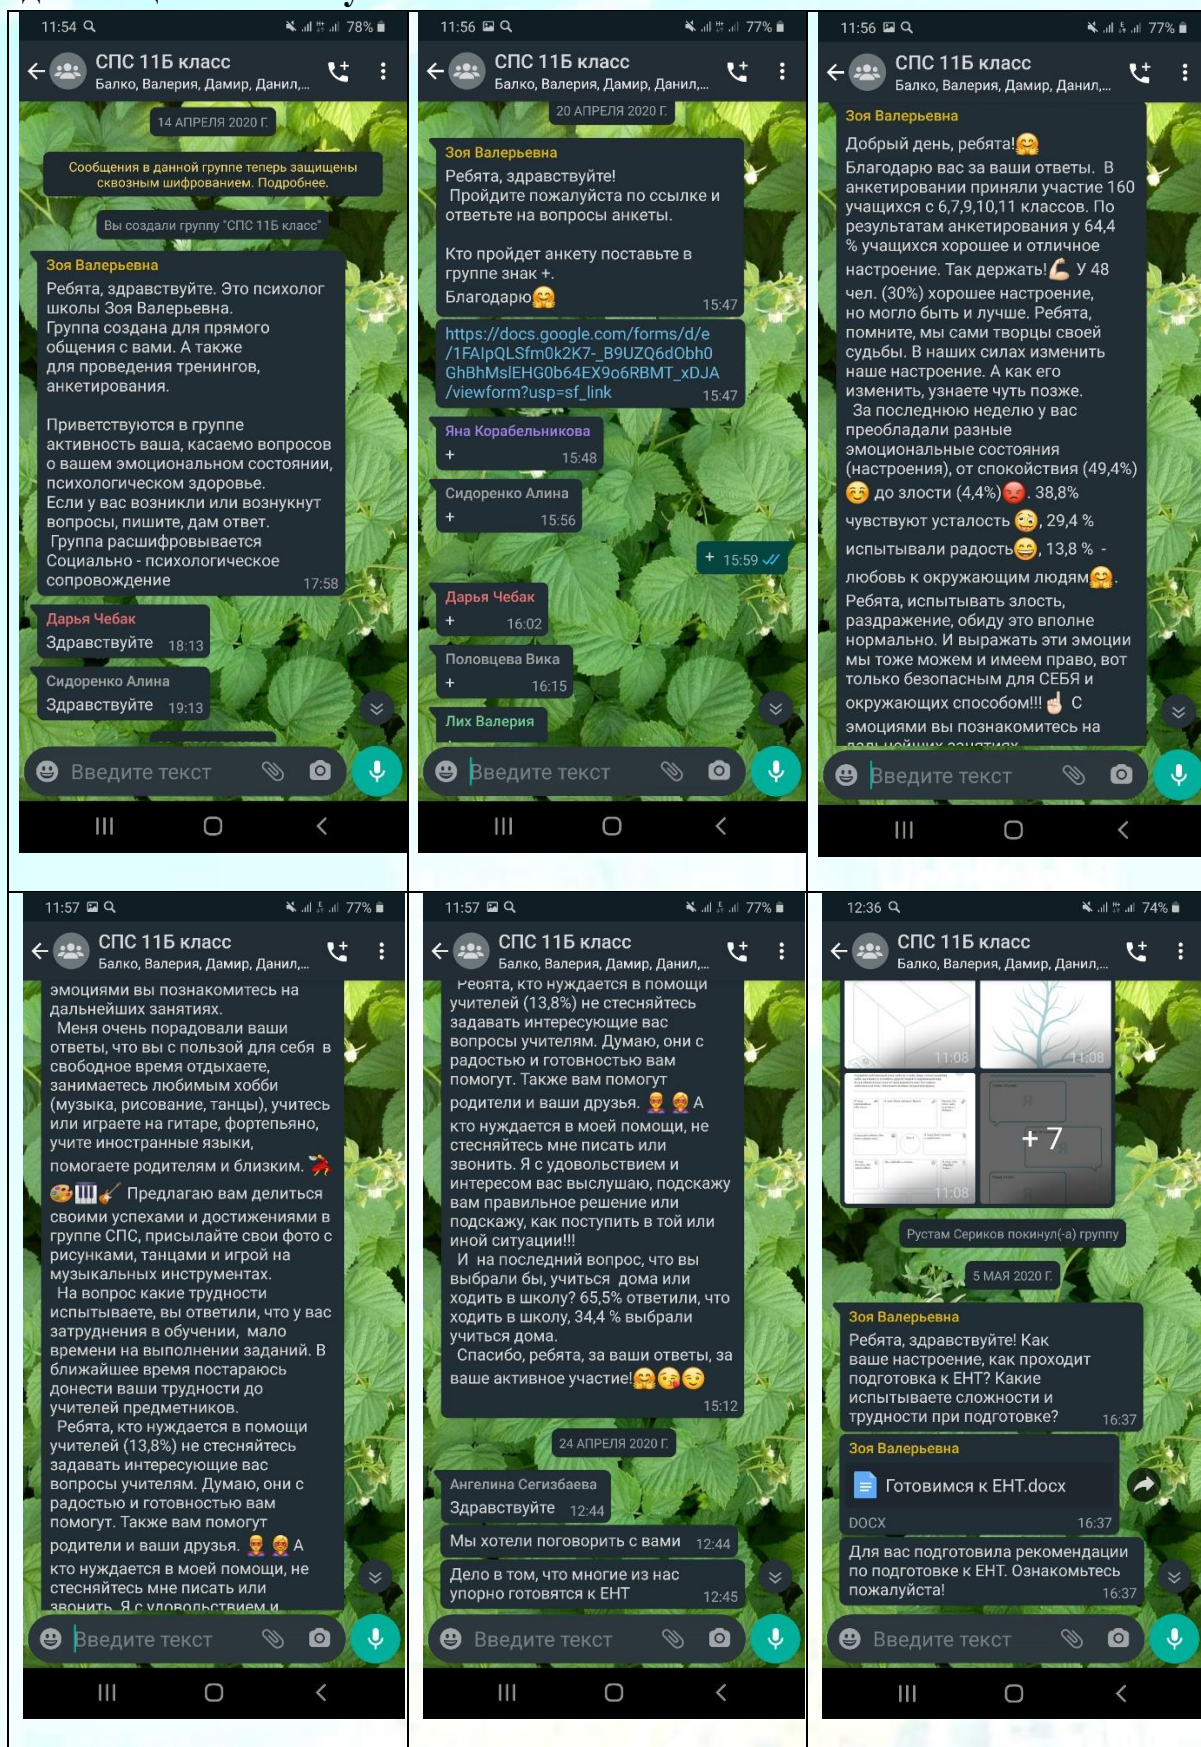 11:54
78%
СПС 11Б класс
Балко, Валерия, Дамир, Данил,...
14 АПРЕЛЯ 2020 Г.
Сообщения в данной группе теперь защищены
сквозным шифрованием. Подробнее.
Вы создали группу "СПС 11Б класс"
Зоя Валерьевна
Ребята, здравствуйте. Это психолог
школы Зоя Валерьевна.
Группа создана для прямого
общения с вами. А также
для проведения тренингов,
анкетирования.
Приветствуются в группе
активность ваша, касаемо вопросов
о вашем эмоциональном состоянии,
психологическом здоровье.
Если у вас возникли или вознукнут
вопросы, пишите, дам ответ.
Группа расшифровывается
Социально - психологическое
сопровождение 17:58
Дарья Чебак
Здравствуйте 18:13
Сидоренко Алина
Здравствуйте 19:13
Введите текст
11:56
77%
СПС 11Б класс
Балко, Валерия, Дамир, Данил,...
20 АПРЕЛЯ 2020 Г.
Зоя Валерьевна
Ребята, здравствуйте!
Пройдите пожалуйста по ссылке и
ответьте на вопросы анкеты.
Кто пройдет анкету поставьте в
группе знак +.
Благодарю🤗 15:47
https://docs.google.com/forms/d/e
/1FAIpQLSfm0k2K7-_B9UZQ6dObh0
GhBhMslEHG0b64EX9o6RBMT_xDJA
/viewform?usp=sf_link 15:47
Яна Корабельникова
+ 15:48
Сидоренко Алина
+ 15:56
+ 15:59
Дарья Чебак
+ 16:02
Половцева Вика
+ 16:15
Лих Валерия
Введите текст
11:56
77%
СПС 11Б класс
Балко, Валерия, Дамир, Данил,...
Зоя Валерьевна
Добрый день, ребята!🤗
Благодарю вас за ваши ответы. В
анкетировании приняли участие 160
учащихся с 6,7,9,10,11 классов. По
результатам анкетирования у 64,4
% учащихся хорошее и отличное
настроение. Так держать!💪 У 48
чел. (30%) хорошее настроение,
но могло быть и лучше. Ребята,
помните, мы сами творцы своей
судьбы. В наших силах изменить
наше настроение. А как его
изменить, узнаете чуть позже.
За последнюю неделю у вас
преобладали разные
эмоциональные состояния
(настроения), от спокойствия (49,4%)
☺️ до злости (4,4%)😡. 38,8%
чувствуют усталость 🥱, 29,4 %
испытывали радость😄, 13,8 % -
любовь к окружающим людям🤗.
Ребята, испытывать злость,
раздражение, обиду это вполне
нормально. И выражать эти эмоции
мы тоже можем и имеем право, вот
только безопасным для СЕБЯ и
окружающих способом!!!☝️ С
эмоциями вы познакомитесь на
дальнейших занятиях.
Введите текст
11:57
77%
СПС 11Б класс
Балко, Валерия, Дамир, Данил,...
эмоциями вы познакомитесь на
дальнейших занятиях.
Меня очень порадовали ваши
ответы, что вы с пользой для себя в
свободное время отдыхаете,
занимаетесь любимым хобби
(музыка, рисование, танцы), учитесь
или играете на гитаре, фортепьяно,
учите иностранные языки,
помогаете родителям и близким. 💃
🎨🎹🎸 Предлагаю вам делиться
своими успехами и достижениями в
группе СПС, присылайте свои фото с
рисунками, танцами и игрой на
музыкальных инструментах.
На вопрос какие трудности
испытываете, вы ответили, что у вас
затруднения в обучении, мало
времени на выполнении заданий. В
ближайшее время постараюсь
донести ваши трудности до
учителей предметников.
Ребята, кто нуждается в помощи
учителей (13,8%) не стесняйтесь
задавать интересующие вас
вопросы учителям. Думаю, они с
радостью и готовностью вам
помогут. Также вам помогут
родители и ваши друзья. А
кто нуждается в моей помощи, не
стесняйтесь мне писать или
звонить. Я с удовольствием и
Введите текст
11:57
77%
СПС 11Б класс
Балко, Валерия, Дамир, Данил,...
Ребята, кто нуждается в помощи
учителей (13,8%) не стесняйтесь
задавать интересующие вас
вопросы учителям. Думаю, они с
радостью и готовностью вам
помогут. Также вам помогут
родители и ваши друзья. А
кто нуждается в моей помощи, не
стесняйтесь мне писать или
звонить. Я с удовольствием и
интересом вас выслушаю, подскажу
вам правильное решение или
подскажу, как поступить в той или
иной ситуации!!!
И на последний вопрос, что вы
выбрали бы, учиться дома или
ходить в школу? 65,5% ответили, что
ходить в школу, 34,4 % выбрали
учиться дома.
Спасибо, ребята, за ваши ответы, за
ваше активное участие!🤗😘😏
15:12
24 АПРЕЛЯ 2020 Г.
Ангелина Сегизбаева
Здравствуйте 12:44
Мы хотели поговорить с вами 12:44
Дело в том, что многие из нас
упорно готовятся к ЕНТ 12:45
Введите текст
12:36
74%
СПС 11Б класс
Балко, Валерия, Дамир, Данил,...
11:08
11:08
+ 7
11:08
Рустам Сериков покинул(-а) группу
5 МАЯ 2020 Г.
Зоя Валерьевна
Ребята, здравствуйте! Как
ваше настроение, как проходит
подготовка к ЕНТ? Какие
испытываете сложности и
трудности при подготовке? 16:37
Зоя Валерьевна
Готовимся к ЕНТ.docx
DOCX 16:37
Для вас подготовила рекомендации
по подготовке к ЕНТ. Ознакомьтесь
пожалуйста! 16:37
Введите текст